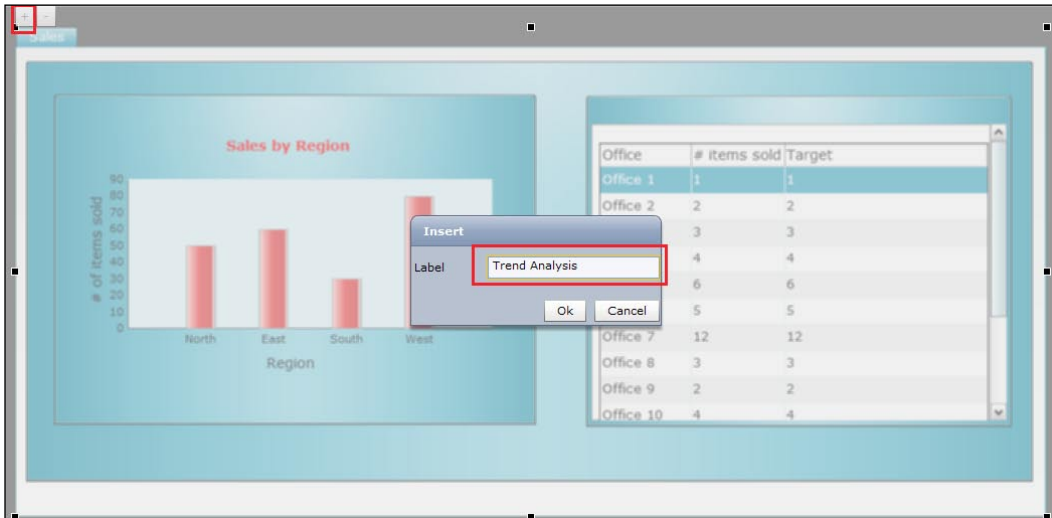 + -
Sales
Sales by Region
# of items sold
90
80
70
60
50
40
30
20
10
0
North East South West
Region
Insert
Label Trend Analysis
Ok Cancel
Office # items sold Target
Office 1 1 1
Office 2 2 2
3 3
4 4
6 6
5 5
Office 7 12 12
Office 8 3 3
Office 9 2 2
Office 10 4 4